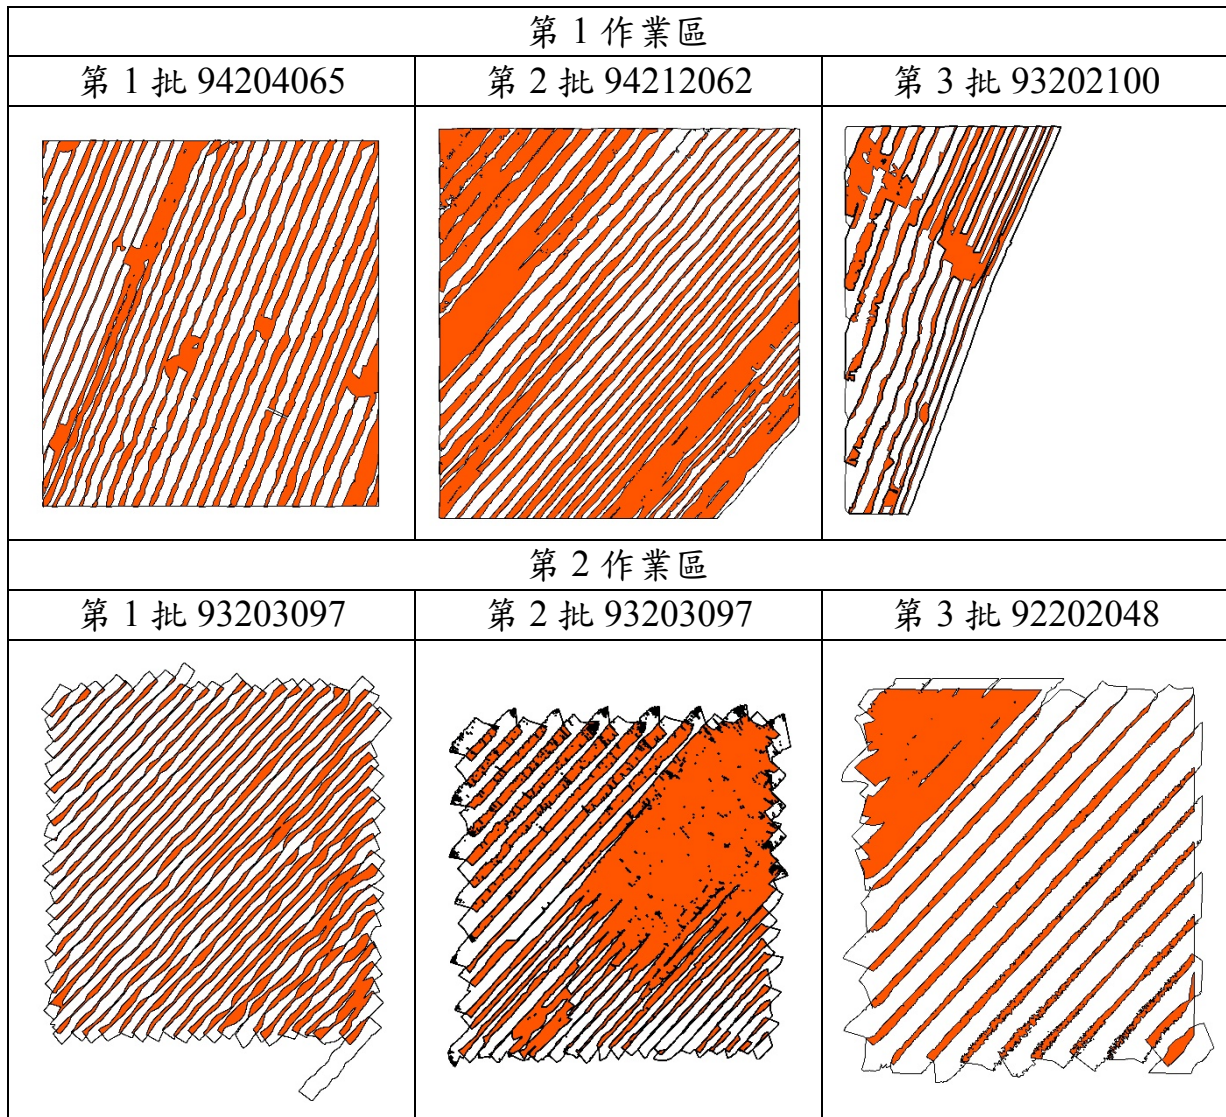 第 1 作業區
第 1 批 94204065
第 2 批 94212062
第 3 批 93202100
第 2 作業區
第 1 批 93203097
第 2 批 93203097
第 3 批 92202048